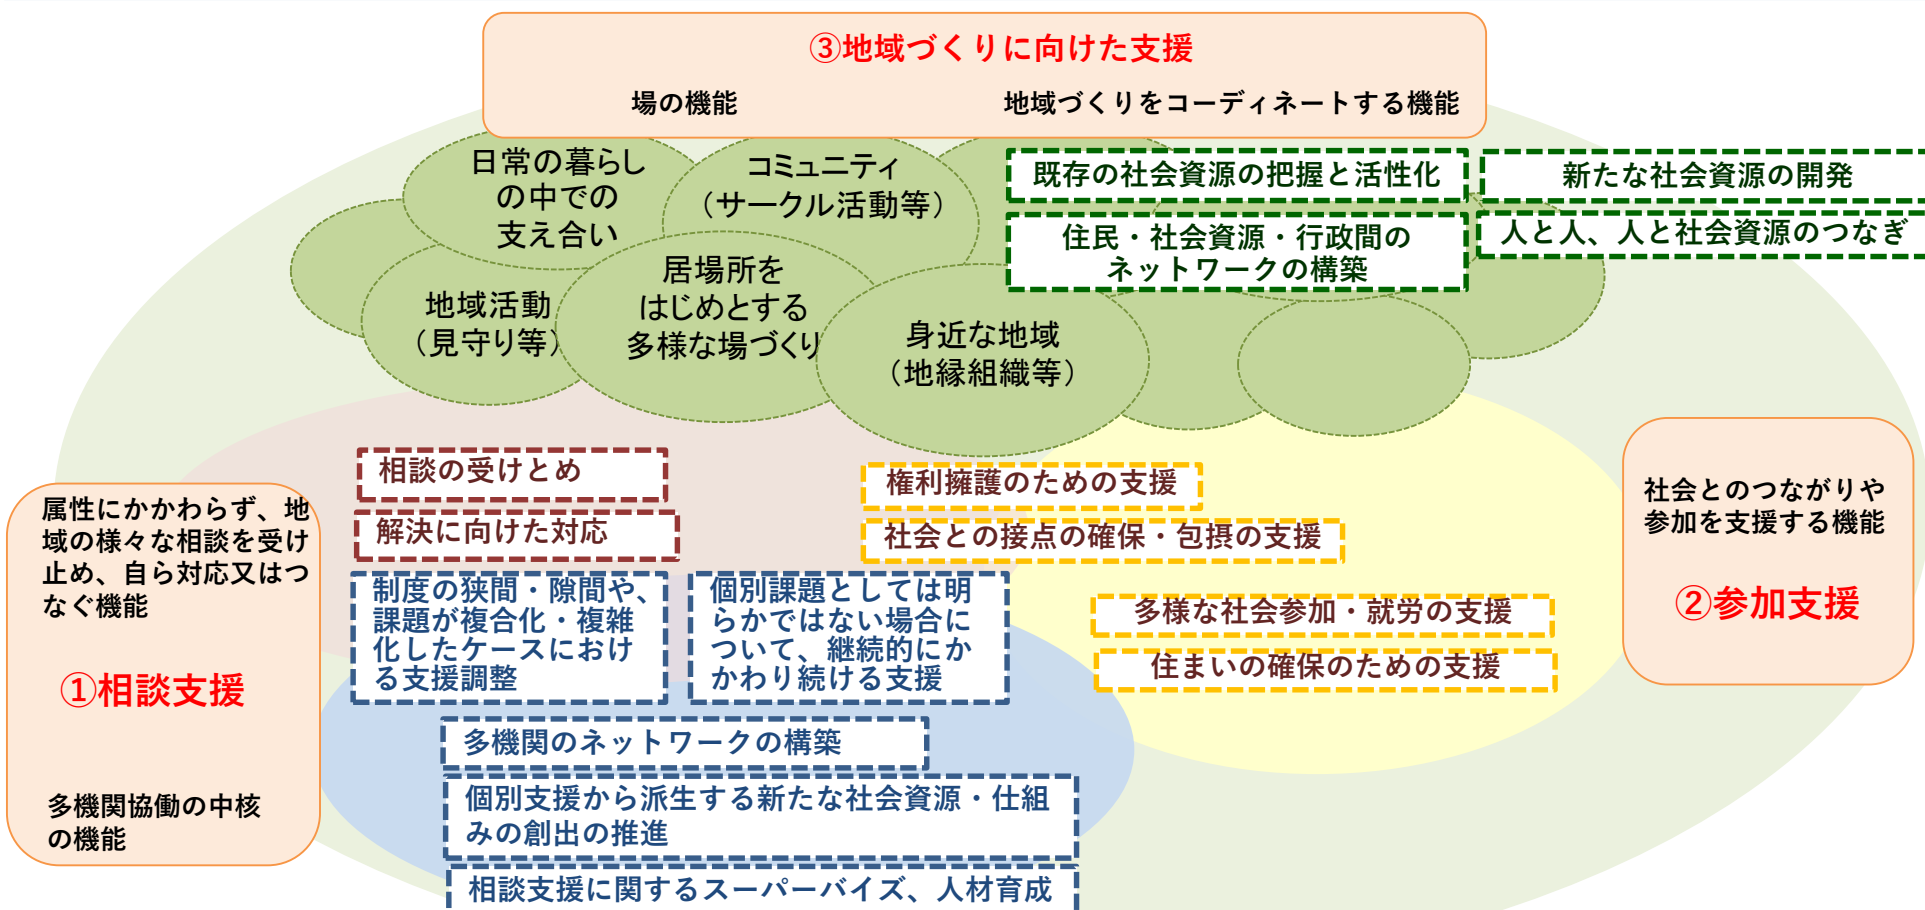 ③地域づくりに向けた支援
場の機能
地域づくりをコーディネートする機能
日常の暮らし
の中での
支え合い
コミュニティ
（サークル活動等）
既存の社会資源の把握と活性化
新たな社会資源の開発
住民・社会資源・行政間の
ネットワークの構築
人と人、人と社会資源のつなぎ
地域活動
（見守り等）
居場所を
はじめとする
多様な場づくり
身近な地域
（地縁組織等）
属性にかかわらず、地
域の様々な相談を受け
止め、自ら対応又はつ
なぐ機能
①相談支援
多機関協働の中核
の機能
相談の受けとめ
解決に向けた対応
制度の狭間・隙間や、
課題が複合化・複雑
化したケースにおけ
る支援調整
個別課題としては明
らかではない場合に
ついて、継続的にか
かわり続ける支援
多機関のネットワークの構築
個別支援から派生する新たな社会資源・仕組
みの創出の推進
相談支援に関するスーパーバイズ、人材育成
権利擁護のための支援
社会との接点の確保・包摂の支援
多様な社会参加・就労の支援
住まいの確保のための支援
社会とのつながりや
参加を支援する機能
②参加支援